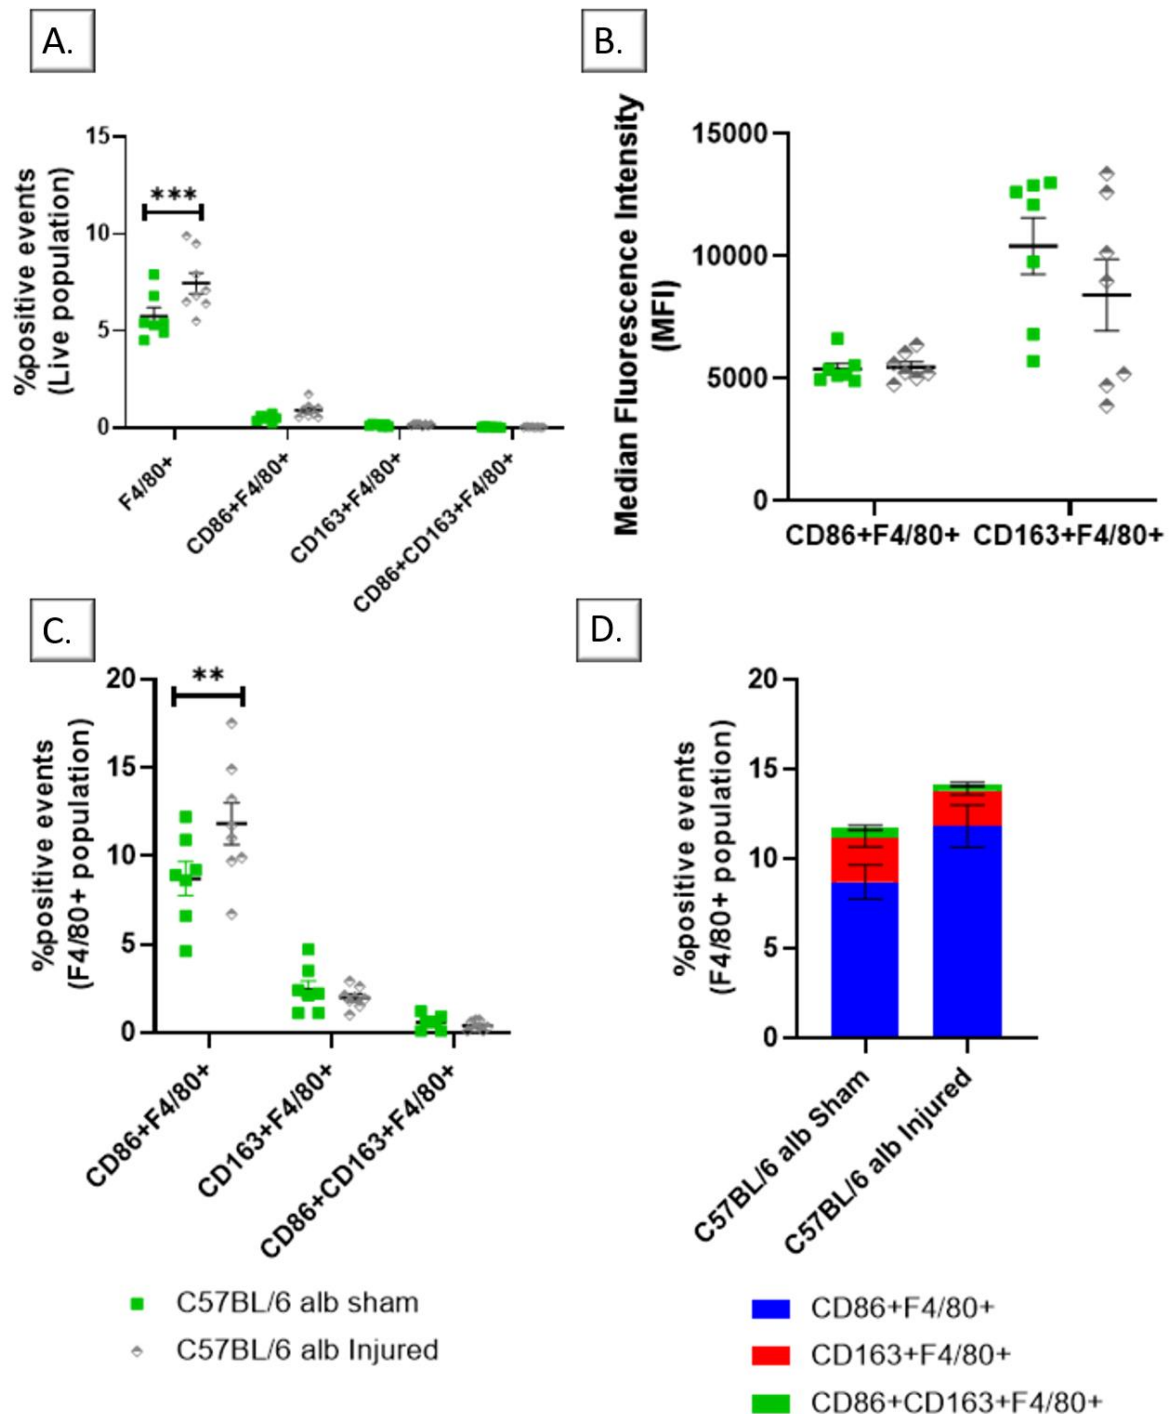 A.
%positive events
(Live population)
15
10
5
0
***
F4/80+
CD86+F4/80+
CD163+F4/80+
CD86+CD163+F4/80+
B.
Median Fluorescence Intensity
(MFI)
15000
10000
5000
0
CD86+F4/80+
CD163+F4/80+
C.
%positive events
(F4/80+ population)
20
15
10
5
0
**
CD86+F4/80+
CD163+F4/80+
CD86+CD163+F4/80+
C57BL/6 alb sham
C57BL/6 alb Injured
D.
%positive events
(F4/80+ population)
20
15
10
5
0
C57BL/6 alb Sham
C57BL/6 alb Injured
CD86+F4/80+
CD163+F4/80+
CD86+CD163+F4/80+